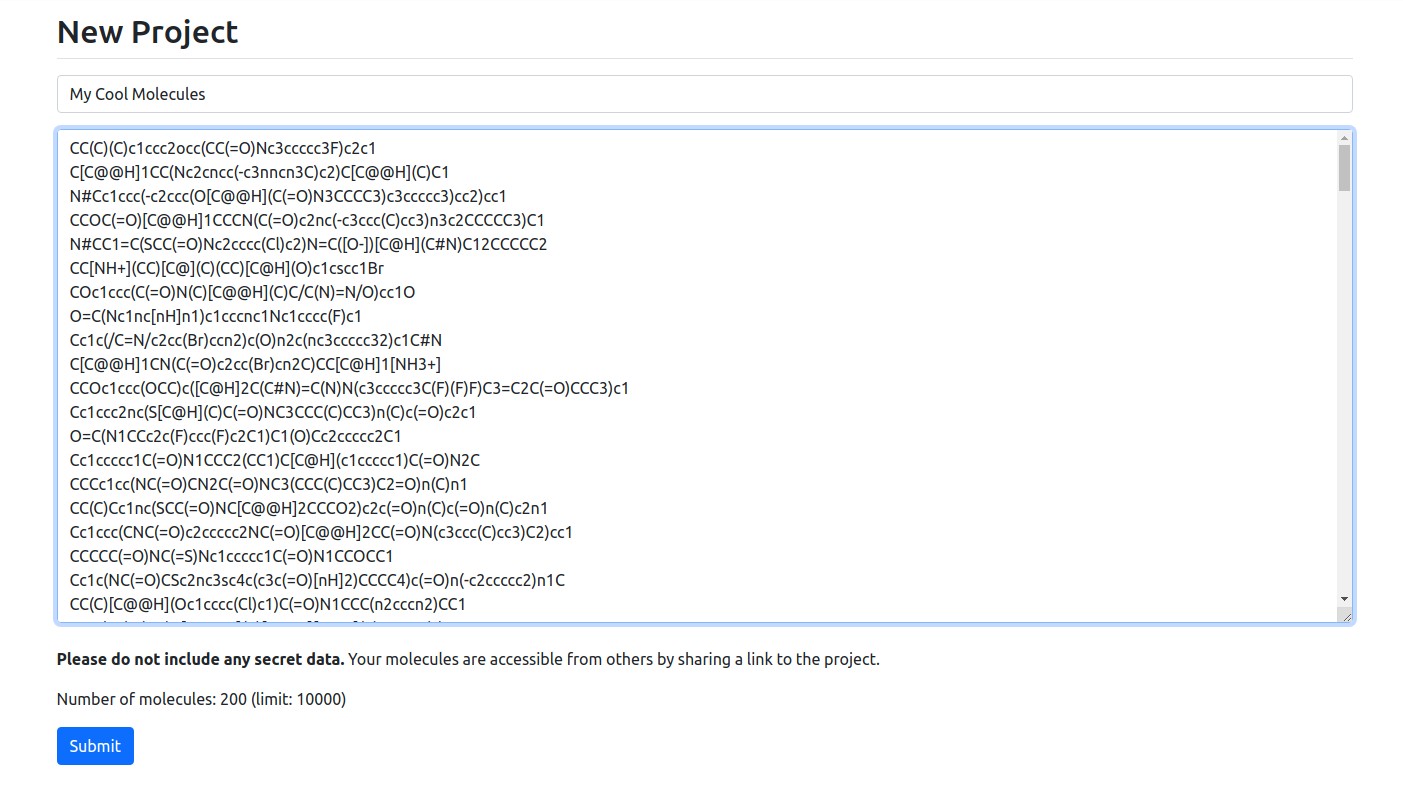 New Project
My Cool Molecules
CC(C)(C)c1ccc2occ(CC(=O)Nc3ccccc3F)c2c1
C[C@@H]1CC(Nc2cncc(-c3nncn3C)c2)C[C@@H](C)C1
N#Cc1ccc(-c2ccc(O[C@@H](C(=O)N3CCCC3)c3ccccc3)cc2)cc1
CCOC(=O)[C@@H]1CCCN(C(=O)c2nc(-c3ccc(C)cc3)n3c2CCCCC3)C1
N#CC1=C(SCC(=O)Nc2cccc(Cl)c2)N=C([O-])[C@H](C#N)C12CCCCC2
CC[NH+](CC)[C@](C)(CC)[C@H](O)c1cscc1Br
COc1ccc(C(=O)N(C)[C@@H](C)C/C(N)=N/O)cc1O
O=C(Nc1nc[nH]n1)c1cccnc1Nc1cccc(F)c1
Cc1c(/C=N/c2cc(Br)ccn2)c(O)n2c(nc3ccccc32)c1C#N
C[C@@H]1CN(C(=O)c2cc(Br)cn2C)CC[C@H]1[NH3+]
CCOc1ccc(OCC)c([C@H]2C(C#N)=C(N)N(c3ccccc3C(F)(F)F)C3=C2C(=O)CCC3)c1
Cc1ccc2nc(S[C@H](C)C(=O)NC3CCC(C)CC3)n(C)c(=O)c2c1
O=C(N1CCc2c(F)ccc(F)c2C1)C1(O)Cc2ccccc2C1
Cc1ccccc1C(=O)N1CCC2(CC1)C[C@H](c1ccccc1)C(=O)N2C
CCCc1cc(NC(=O)CN2C(=O)NC3(CCC(C)CC3)C2=O)n(C)n1
CC(C)Cc1nc(SCC(=O)NC[C@@H]2CCCO2)c2c(=O)n(C)c(=O)n(C)c2n1
Cc1ccc(CNC(=O)c2ccccc2NC(=O)[C@@H]2CC(=O)N(c3ccc(C)cc3)C2)cc1
CCCCC(=O)NC(=S)Nc1ccccc1C(=O)N1CCOCC1
Cc1c(NC(=O)CSc2nc3sc4c(c3c(=O)[nH]2)CCCC4)c(=O)n(-c2ccccc2)n1C
CC(C)[C@@H](Oc1cccc(Cl)c1)C(=O)N1CCC(n2cccn2)CC1
Please do not include any secret data. Your molecules are accessible from others by sharing a link to the project.
Number of molecules: 200 (limit: 10000)
Submit